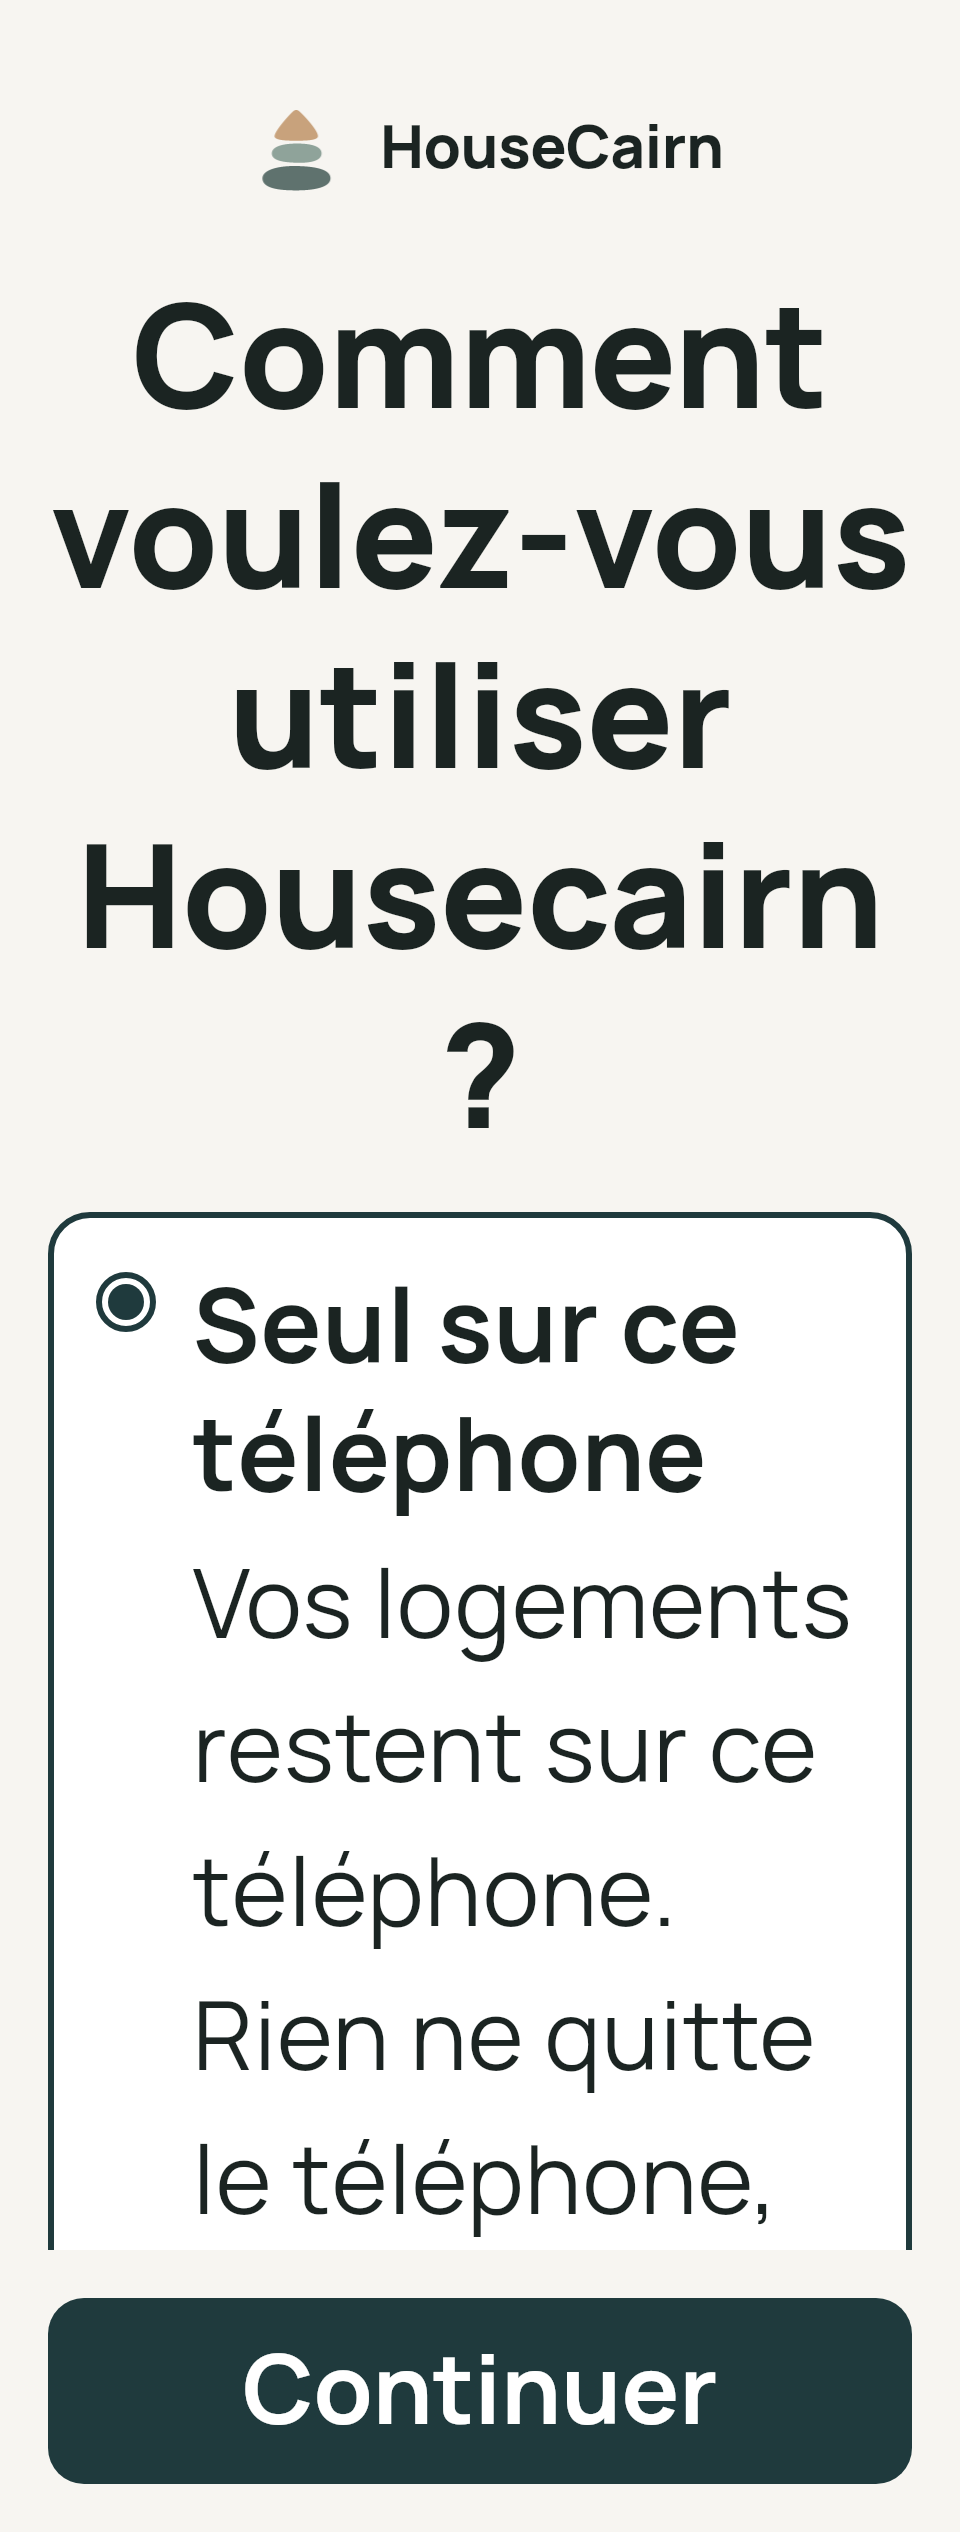 HouseCairn
Comment
voulez-vous
utiliser
Housecairn
?
Seul sur ce
téléphone
Vos logements
restent sur ce
téléphone.
Rien ne quitte
le téléphone,
Continuer